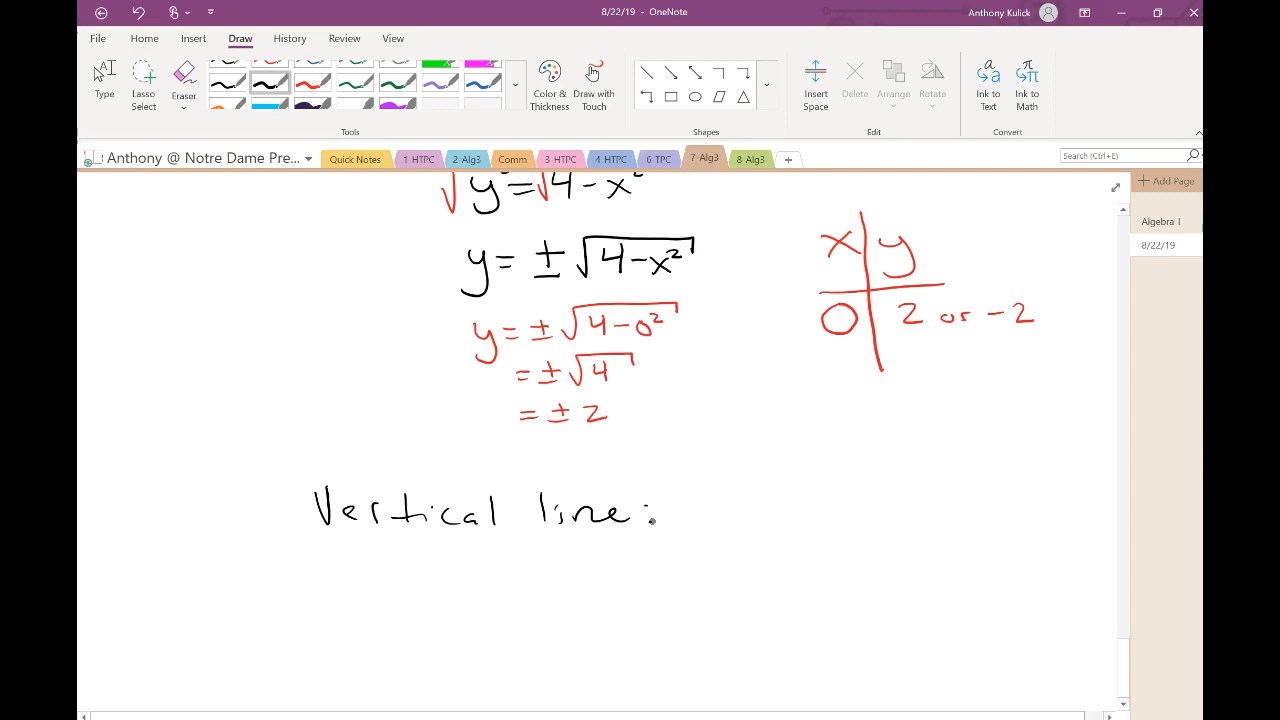 8/22/19 - OneNote
Anthony Kulick
File Home Insert Draw History Review View
Type
Lasso Select
Eraser
Color & Thickness
Draw with Touch
Insert Space
Delete
Arrange
Rotate
Ink to Text
Ink to Math
Tools
Shapes
Edit
Convert
Anthony @ Notre Dame Pre...
Quick Notes
1 HTPC
2 Alg3
Comm
3 HTPC
4 HTPC
6 TPC
7 Alg3
8 Alg3
+
Search (Ctrl+E)
+ Add Page
Algebra 1
8/22/19
√y²=√4-x²
y= ± √4-x²
y= ± √4-0²
= ± √4
= ± 2
x y
0 2 or -2
Vertical line: